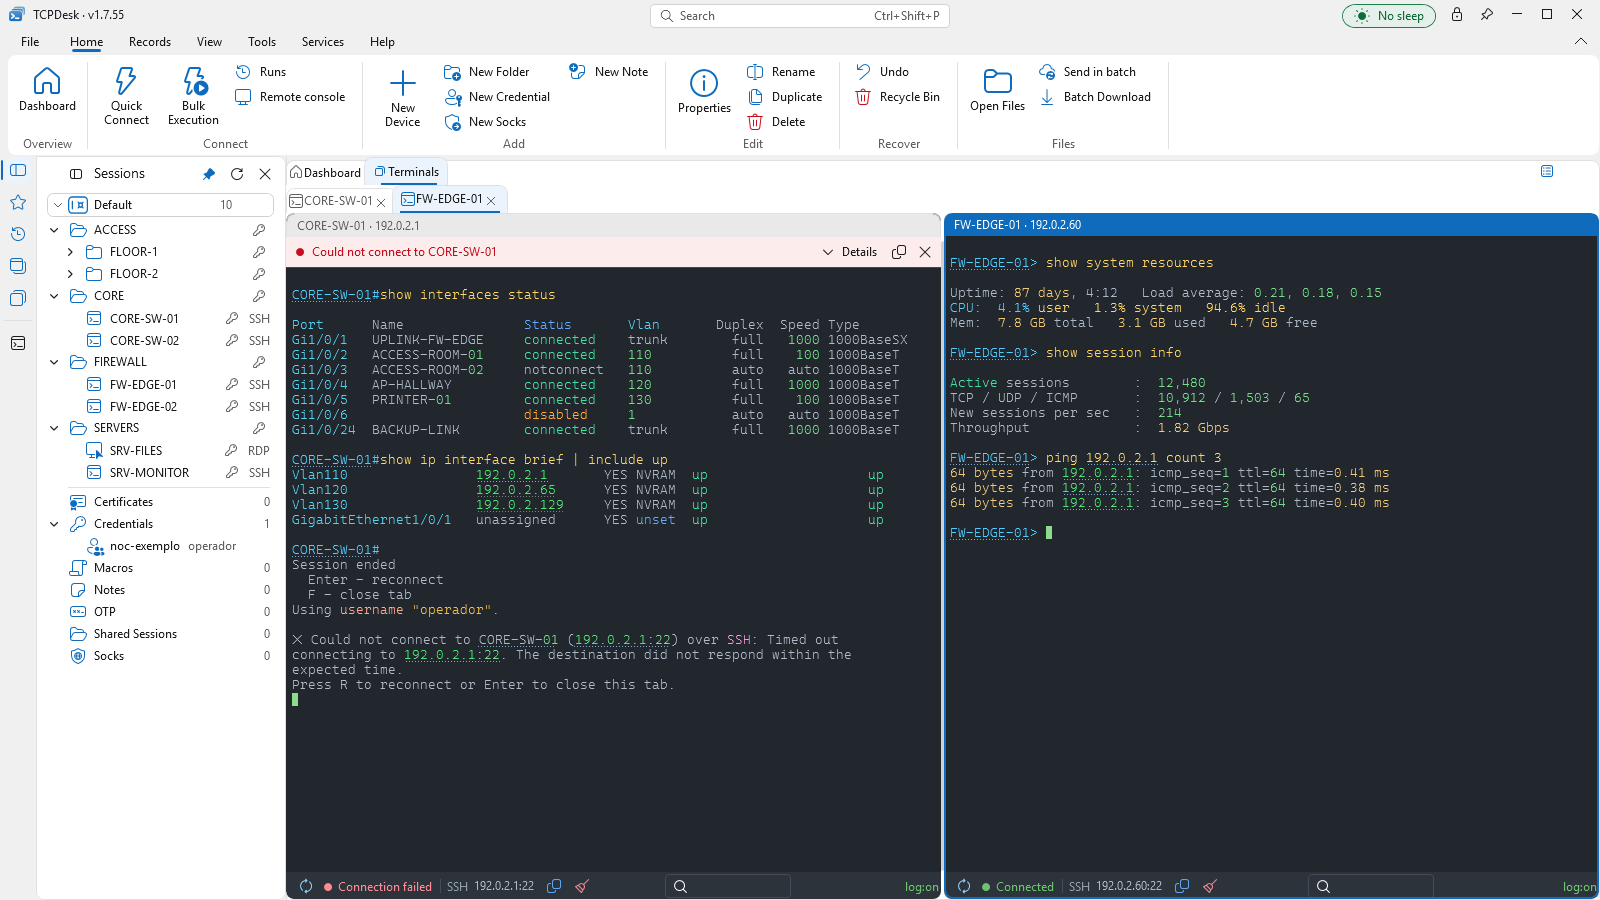 TCPDesk · v1.7.55
Search Ctrl+Shift+P
No sleep
File Home Records View Tools Services Help
Dashboard
Overview
Quick Connect
Bulk Execution
Runs
Remote console
Connect
New Device
New Folder
New Credential
New Socks
New Note
Add
Properties
Rename
Duplicate
Delete
Edit
Undo
Recycle Bin
Recover
Open Files
Send in batch
Batch Download
Files
Sessions
Default 10
ACCESS
FLOOR-1
FLOOR-2
CORE
CORE-SW-01 SSH
CORE-SW-02 SSH
FIREWALL
FW-EDGE-01 SSH
FW-EDGE-02 SSH
SERVERS
SRV-FILES RDP
SRV-MONITOR SSH
Certificates 0
Credentials 1
noc-exemplo operador
Macros 0
Notes 0
OTP 0
Shared Sessions 0
Socks 0
Dashboard Terminals
CORE-SW-01 FW-EDGE-01
CORE-SW-01 · 192.0.2.1
Could not connect to CORE-SW-01 Details
CORE-SW-01#show interfaces status
Port Name Status Vlan Duplex Speed Type
Gi1/0/1 UPLINK-FW-EDGE connected trunk full 1000 1000BaseSX
Gi1/0/2 ACCESS-ROOM-01 connected 110 full 100 1000BaseT
Gi1/0/3 ACCESS-ROOM-02 notconnect 110 auto auto 1000BaseT
Gi1/0/4 AP-HALLWAY connected 120 full 1000 1000BaseT
Gi1/0/5 PRINTER-01 connected 130 full 100 1000BaseT
Gi1/0/6 disabled 1 auto auto 1000BaseT
Gi1/0/24 BACKUP-LINK connected trunk full 1000 1000BaseT
CORE-SW-01#show ip interface brief | include up
Vlan110 192.0.2.1 YES NVRAM up up
Vlan120 192.0.2.65 YES NVRAM up up
Vlan130 192.0.2.129 YES NVRAM up up
GigabitEthernet1/0/1 unassigned YES unset up up
CORE-SW-01#
Session ended
Enter - reconnect
F - close tab
Using username "operador".
X Could not connect to CORE-SW-01 (192.0.2.1:22) over SSH: Timed out
connecting to 192.0.2.1:22. The destination did not respond within the
expected time.
Press R to reconnect or Enter to close this tab.
Connection failed SSH 192.0.2.1:22 log:on
FW-EDGE-01 · 192.0.2.60
FW-EDGE-01> show system resources
Uptime: 87 days, 4:12 Load average: 0.21, 0.18, 0.15
CPU: 4.1% user 1.3% system 94.6% idle
Mem: 7.8 GB total 3.1 GB used 4.7 GB free
FW-EDGE-01> show session info
Active sessions : 12,480
TCP / UDP / ICMP : 10,912 / 1,503 / 65
New sessions per sec : 214
Throughput : 1.82 Gbps
FW-EDGE-01> ping 192.0.2.1 count 3
64 bytes from 192.0.2.1: icmp_seq=1 ttl=64 time=0.41 ms
64 bytes from 192.0.2.1: icmp_seq=2 ttl=64 time=0.38 ms
64 bytes from 192.0.2.1: icmp_seq=3 ttl=64 time=0.40 ms
FW-EDGE-01>
Connected SSH 192.0.2.60:22 log:on